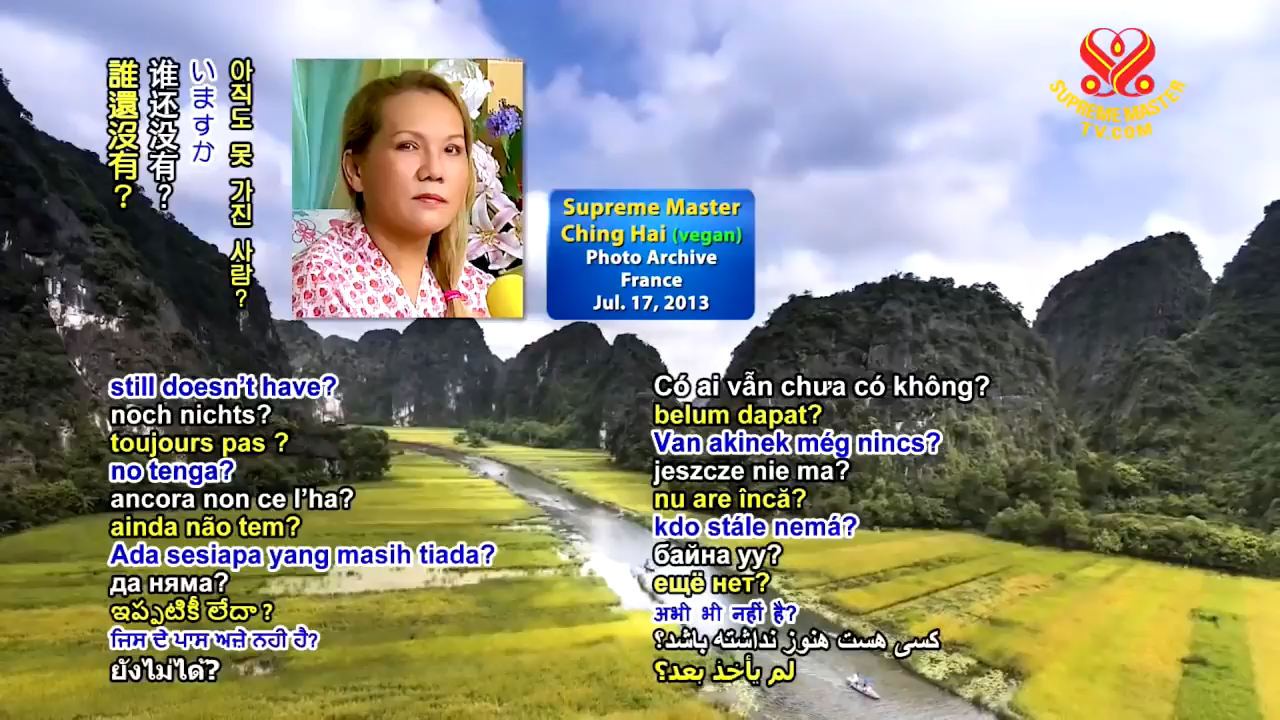 아직도 못 가진 사람?
いますか
谁还没有？
誰還沒有？
SUPREME MASTER
TV.COM
Supreme Master
Ching Hai (vegan)
Photo Archive
France
Jul. 17, 2013
still doesn't have?
noch nichts?
toujours pas ?
no tenga?
ancora non ce l'ha?
ainda não tem?
Ada sesiapa yang masih tiada?
да няма?
ఇప్పటికీ లేదా ?
ਜਿਸ ਦੇ ਪਾਸ ਅਜੇ ਨਹੀ ਹੈ?
ยังไม่ได้?
Có ai vẫn chưa có không?
belum dapat?
Van akinek még nincs?
jeszcze nie ma?
nu are încă?
kdo stále nemá?
байна уу?
ещё нет?
अभी भी नहीं है?
کسی هست هنوز نداشته باشد؟
لم يأخذ بعد؟